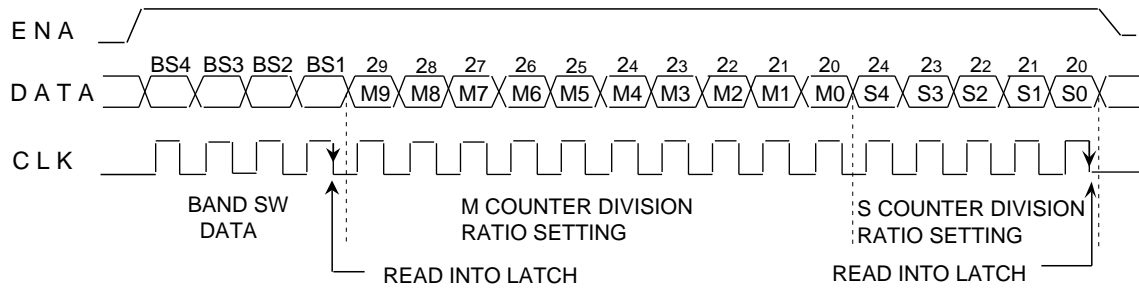 ENA
BS4 BS3 BS2 BS1 29 28 27 26 25 24 23 22 21 20 24 23 22 21 20
DATA M9 M8 M7 M6 M5 M4 M3 M2 M1 M0 S4 S3 S2 S1 S0
CLK
BAND SW
DATA
M COUNTER DIVISION
RATIO SETTING
S COUNTER DIVISION
RATIO SETTING
READ INTO LATCH
READ INTO LATCH